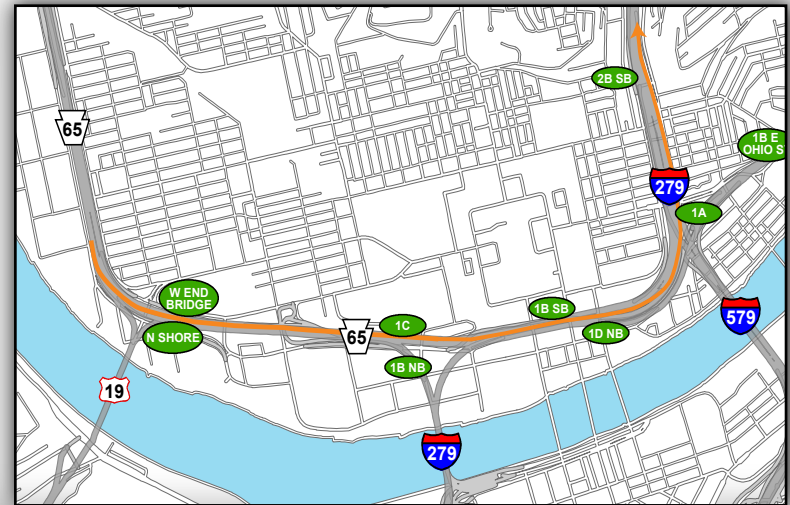 2B SB
65
1B E
OHIO S
279
1A
W END
BRIDGE
1B SB
579
1C
N SHORE
65
1D NB
1B NB
19
279